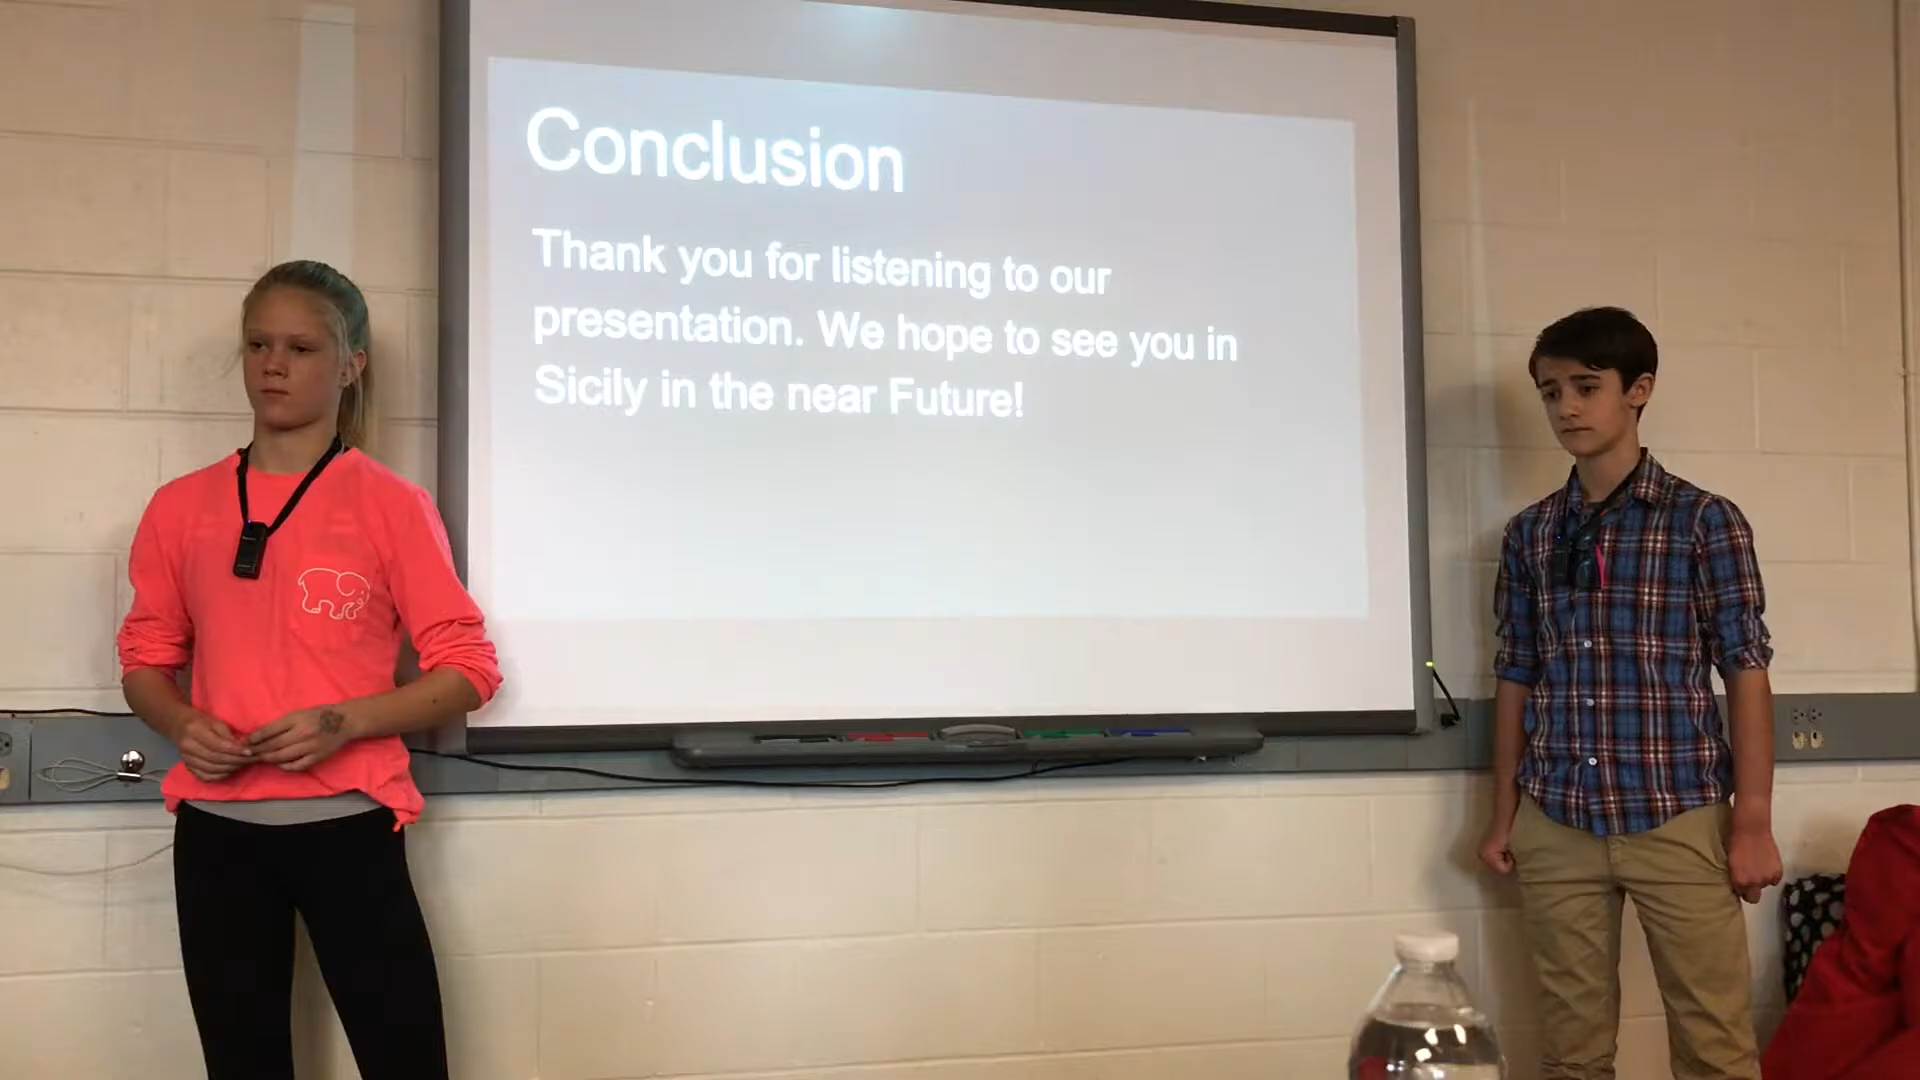 Conclusion
Thank you for listening to our
presentation. We hope to see you in
Sicily in the near Future!